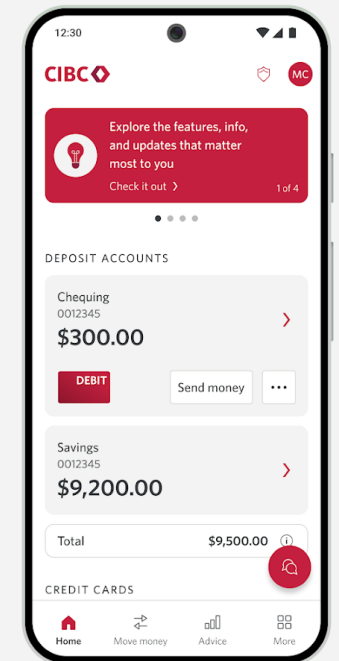 12:30
CIBC
MC
Explore the features, info,
and updates that matter
most to you
Check it out
1 of 4
DEPOSIT ACCOUNTS
Chequing
0012345
$300.00
DEBIT
Send money
Savings
0012345
$9,200.00
Total $9,500.00
CREDIT CARDS
Home Move money Advice More